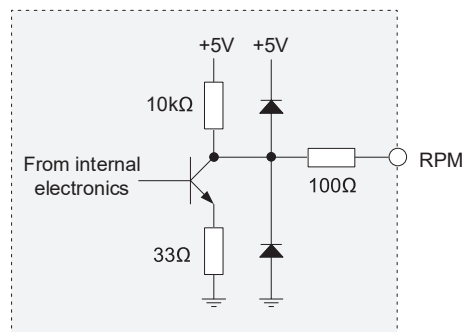 +5V +5V
10kΩ
From internal
electronics
RPM
100Ω
33Ω